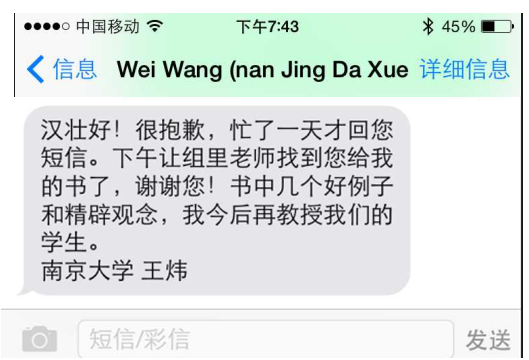 中国移动 下午7:43 45%
信息 Wei Wang (nan Jing Da Xue 详细信息
汉壮好！很抱歉，忙了一天才回您
短信。下午让组里老师找到您给我
的书了，谢谢您！书中几个好例子
和精辟观念，我今后再教授我们的
学生。
南京大学 王炜
短信/彩信 发送